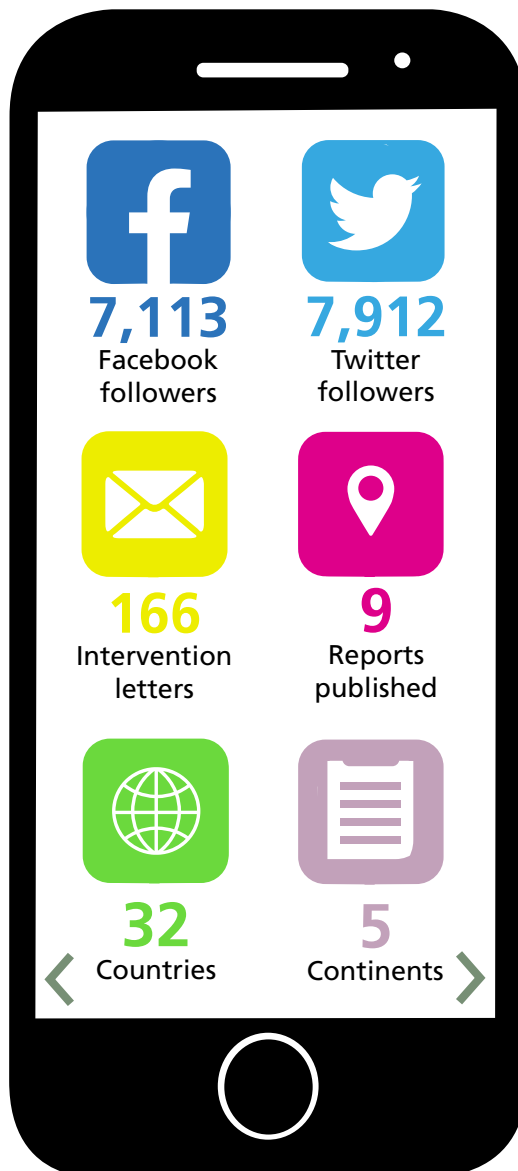 7,113
Facebook
followers
7,912
Twitter
followers
166
Intervention
letters
9
Reports
published
32
Countries
5
Continents